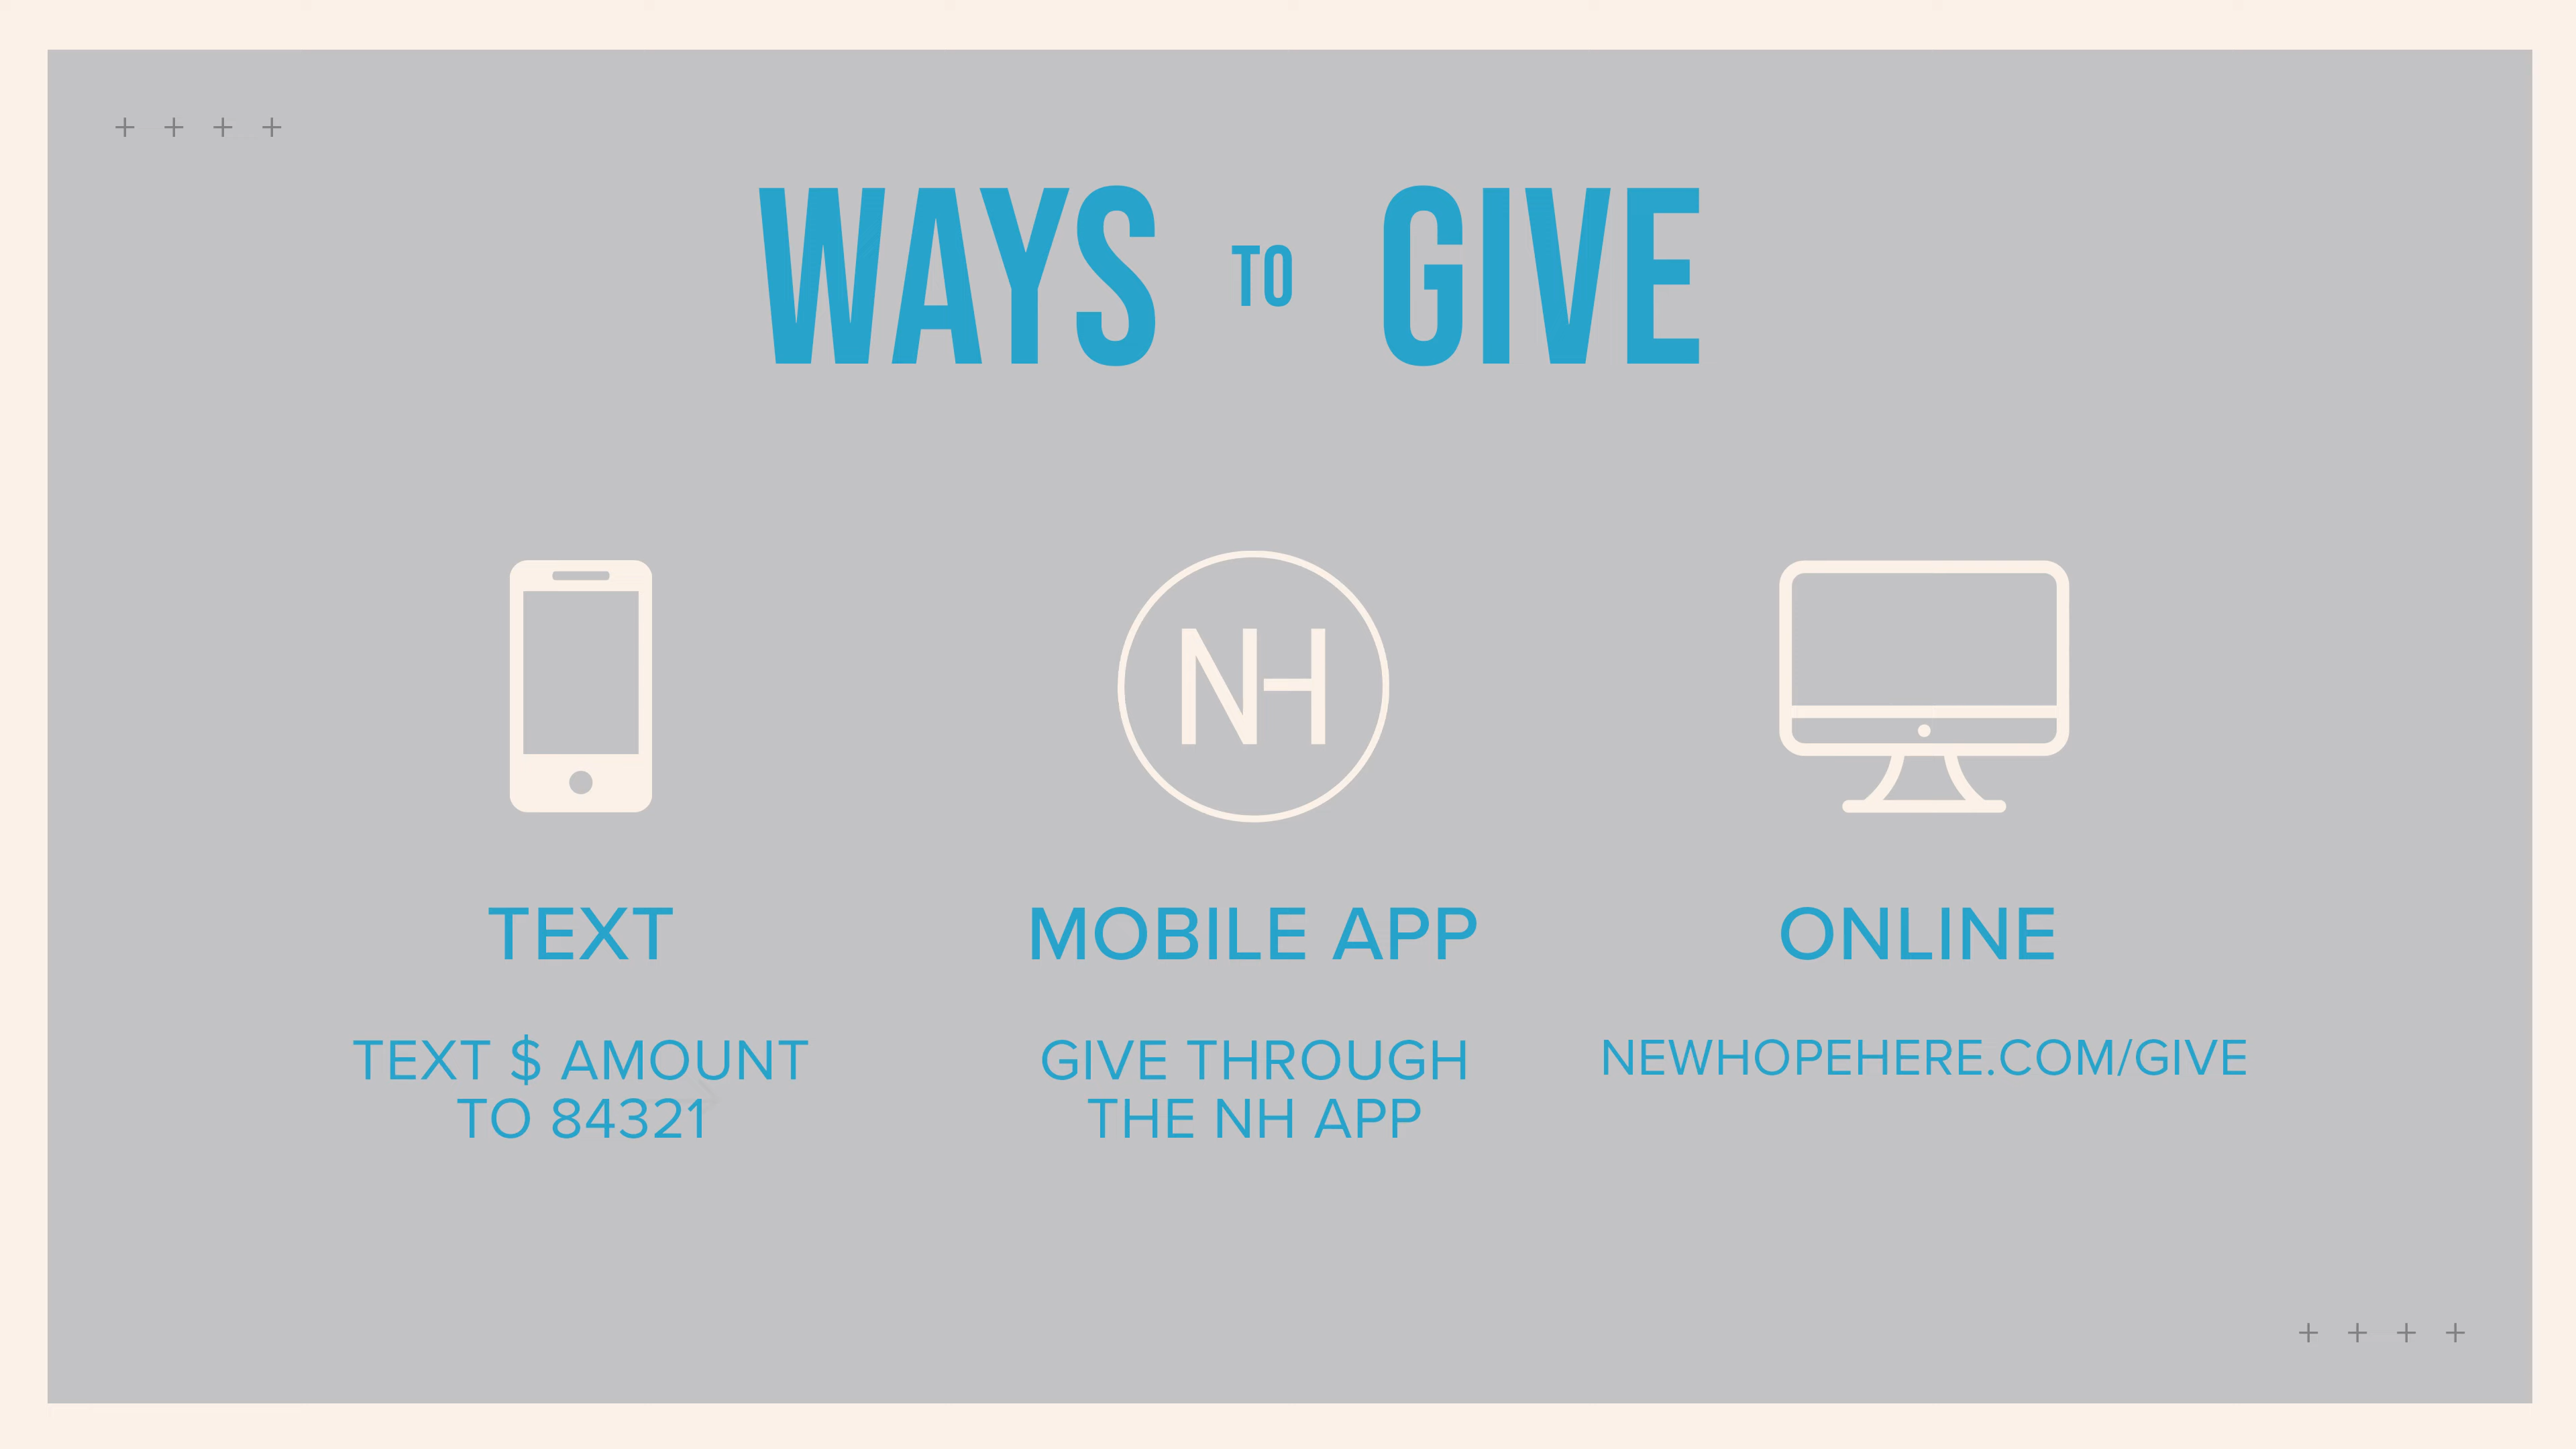 WAYS TO GIVE
NH
TEXT
TEXT $ AMOUNT
TO 84321
MOBILE APP
GIVE THROUGH
THE NH APP
ONLINE
NEWHOPEHERE.COM/GIVE